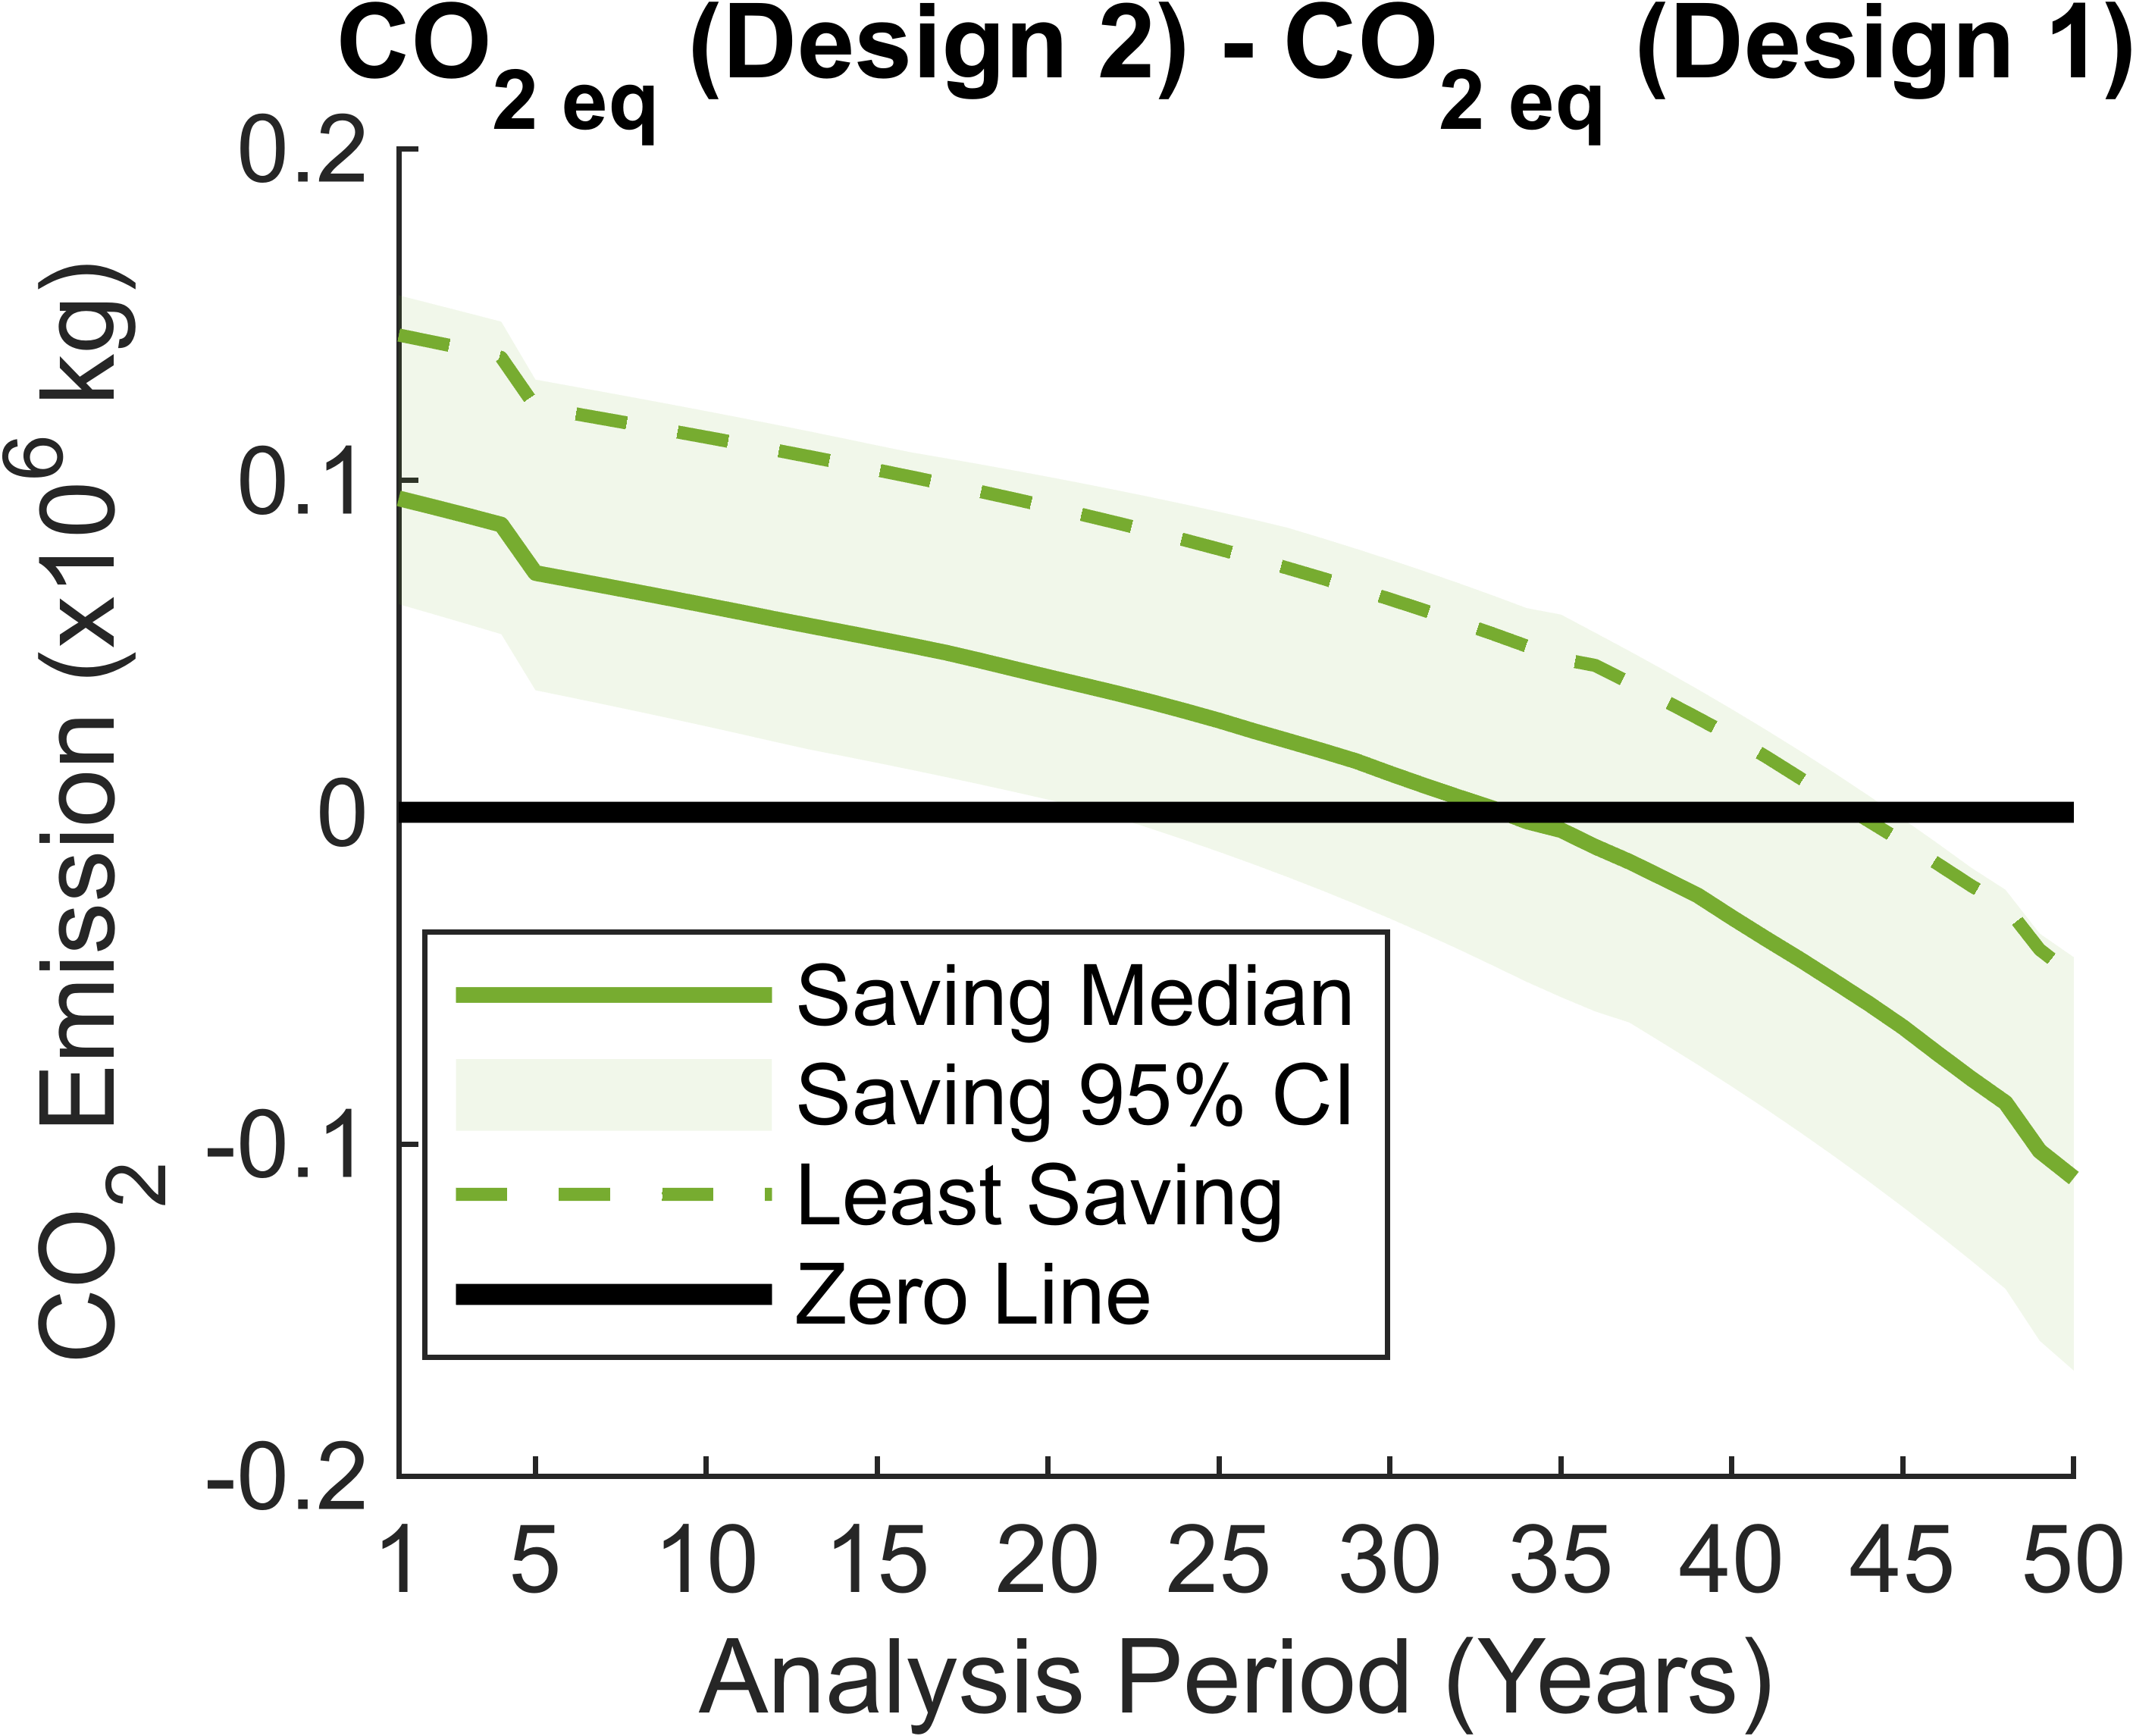 CO2 eq (Design 2) - CO2 eq (Design 1)
CO2 Emission (x10^6 kg)
0.2
0.1
0
-0.1
-0.2
Saving Median
Saving 95% CI
Least Saving
Zero Line
1 5 10 15 20 25 30 35 40 45 50
Analysis Period (Years)